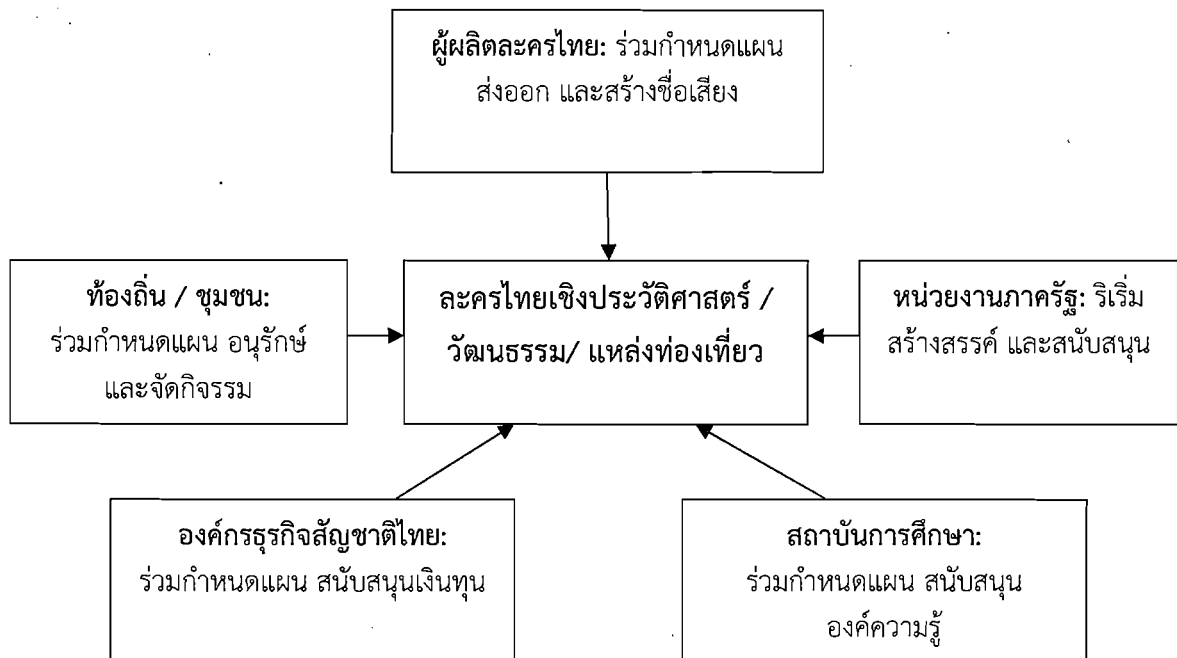 ผู้ผลิตละครไทย: ร่วมกำหนดแผน
ส่งออก และสร้างชื่อเสียง
ท้องถิ่น / ชุมชน:
ร่วมกำหนดแผน อนุรักษ์
และจัดกิจรรม
ละครไทยเชิงประวัติศาสตร์ /
วัฒนธรรม/ แหล่งท่องเที่ยว
หน่วยงานภาครัฐ: ริเริ่ม
สร้างสรรค์ และสนับสนุน
องค์กรธุรกิจสัญชาติไทย:
ร่วมกำหนดแผน สนับสนุนเงินทุน
สถาบันการศึกษา:
ร่วมกำหนดแผน สนับสนุน
องค์ความรู้